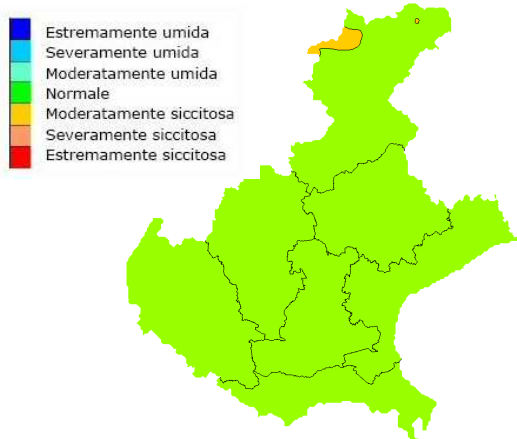 Estremamente umida
Severamente umida
Moderatamente umida
Normale
Moderatamente siccitosa
Severamente siccitosa
Estremamente siccitosa